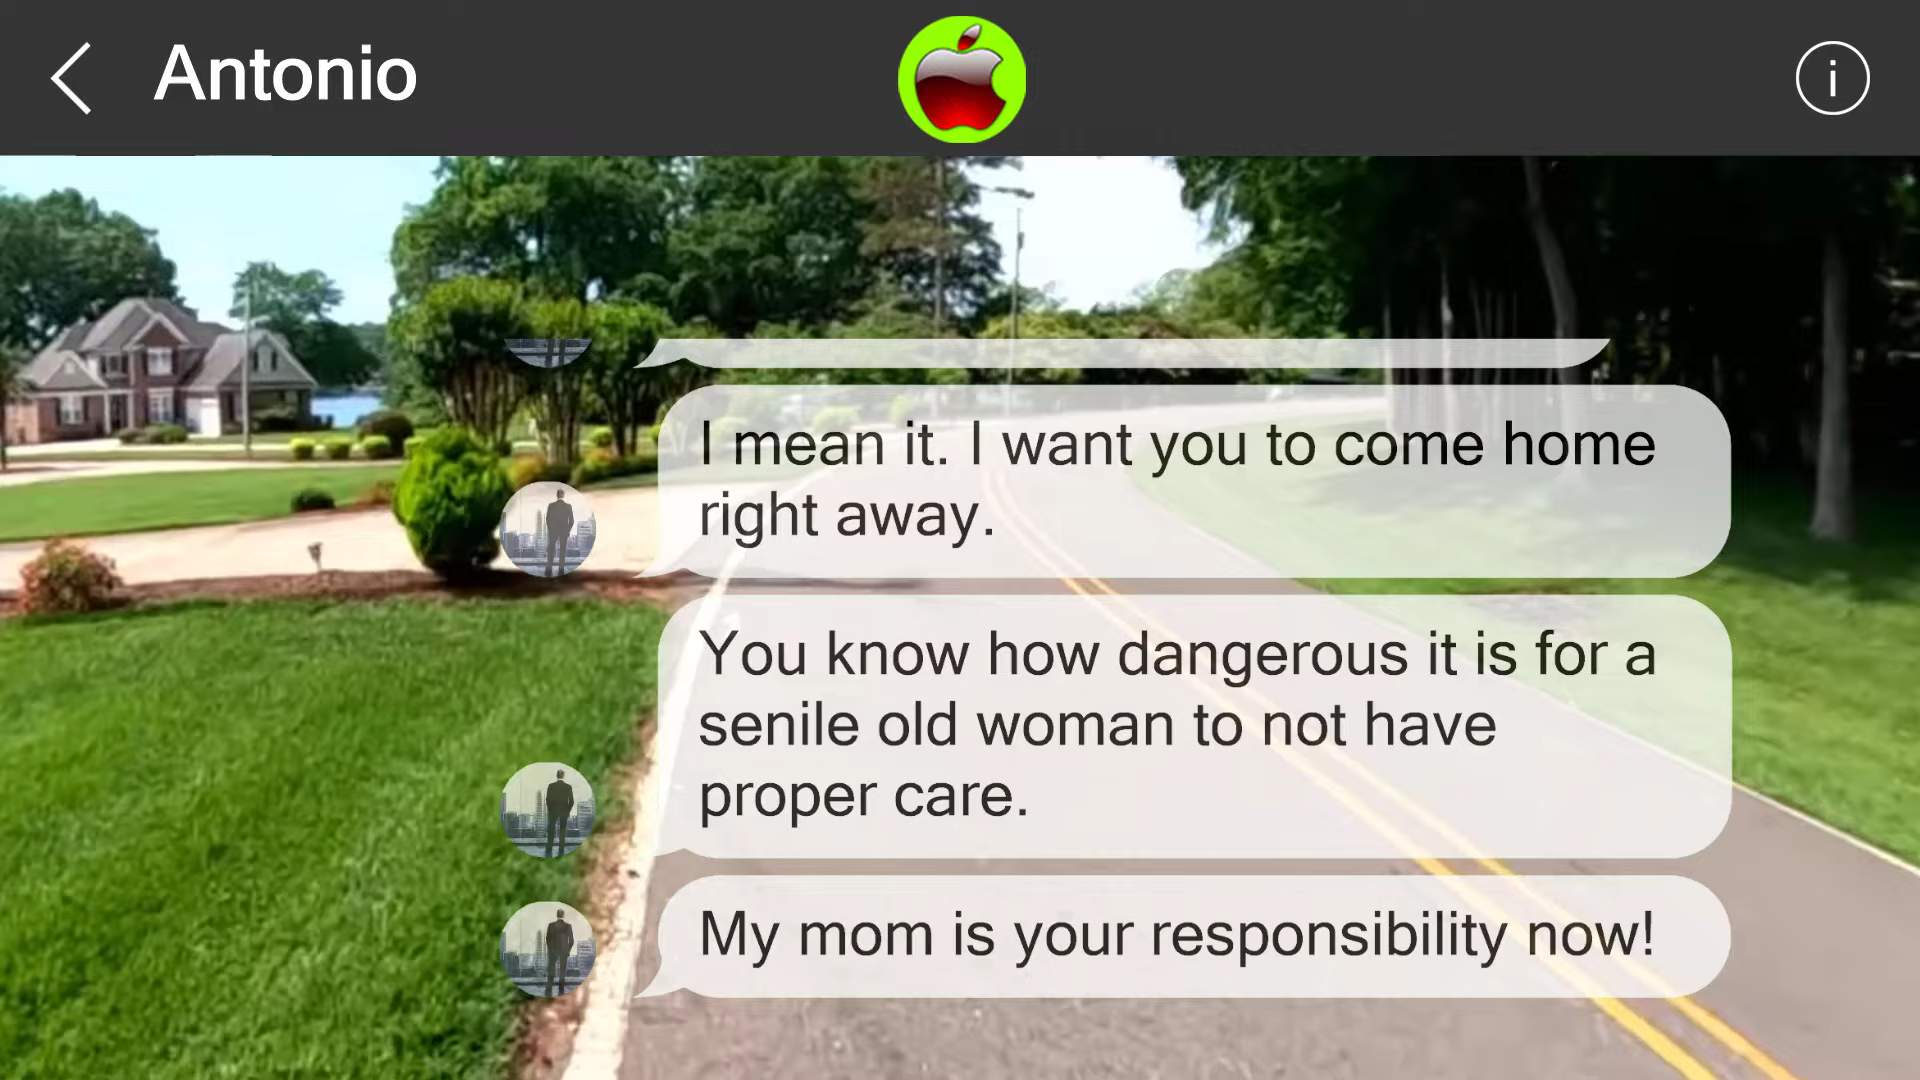 Antonio
i
I mean it. I want you to come home
right away.
You know how dangerous it is for a
senile old woman to not have
proper care.
My mom is your responsibility now!